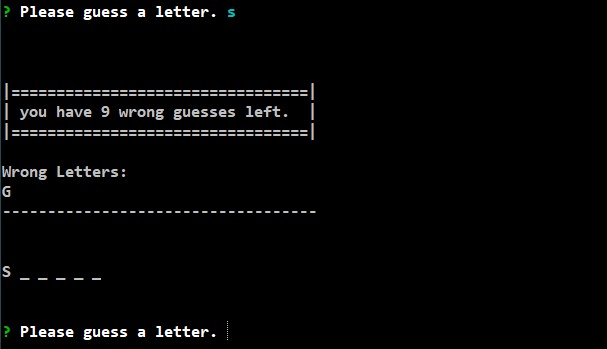 ? Please guess a letter. s
|=================================|
| you have 9 wrong guesses left.  |
|=================================|
Wrong Letters:
G
-----------------------------------
S _ _ _ _ _
? Please guess a letter.